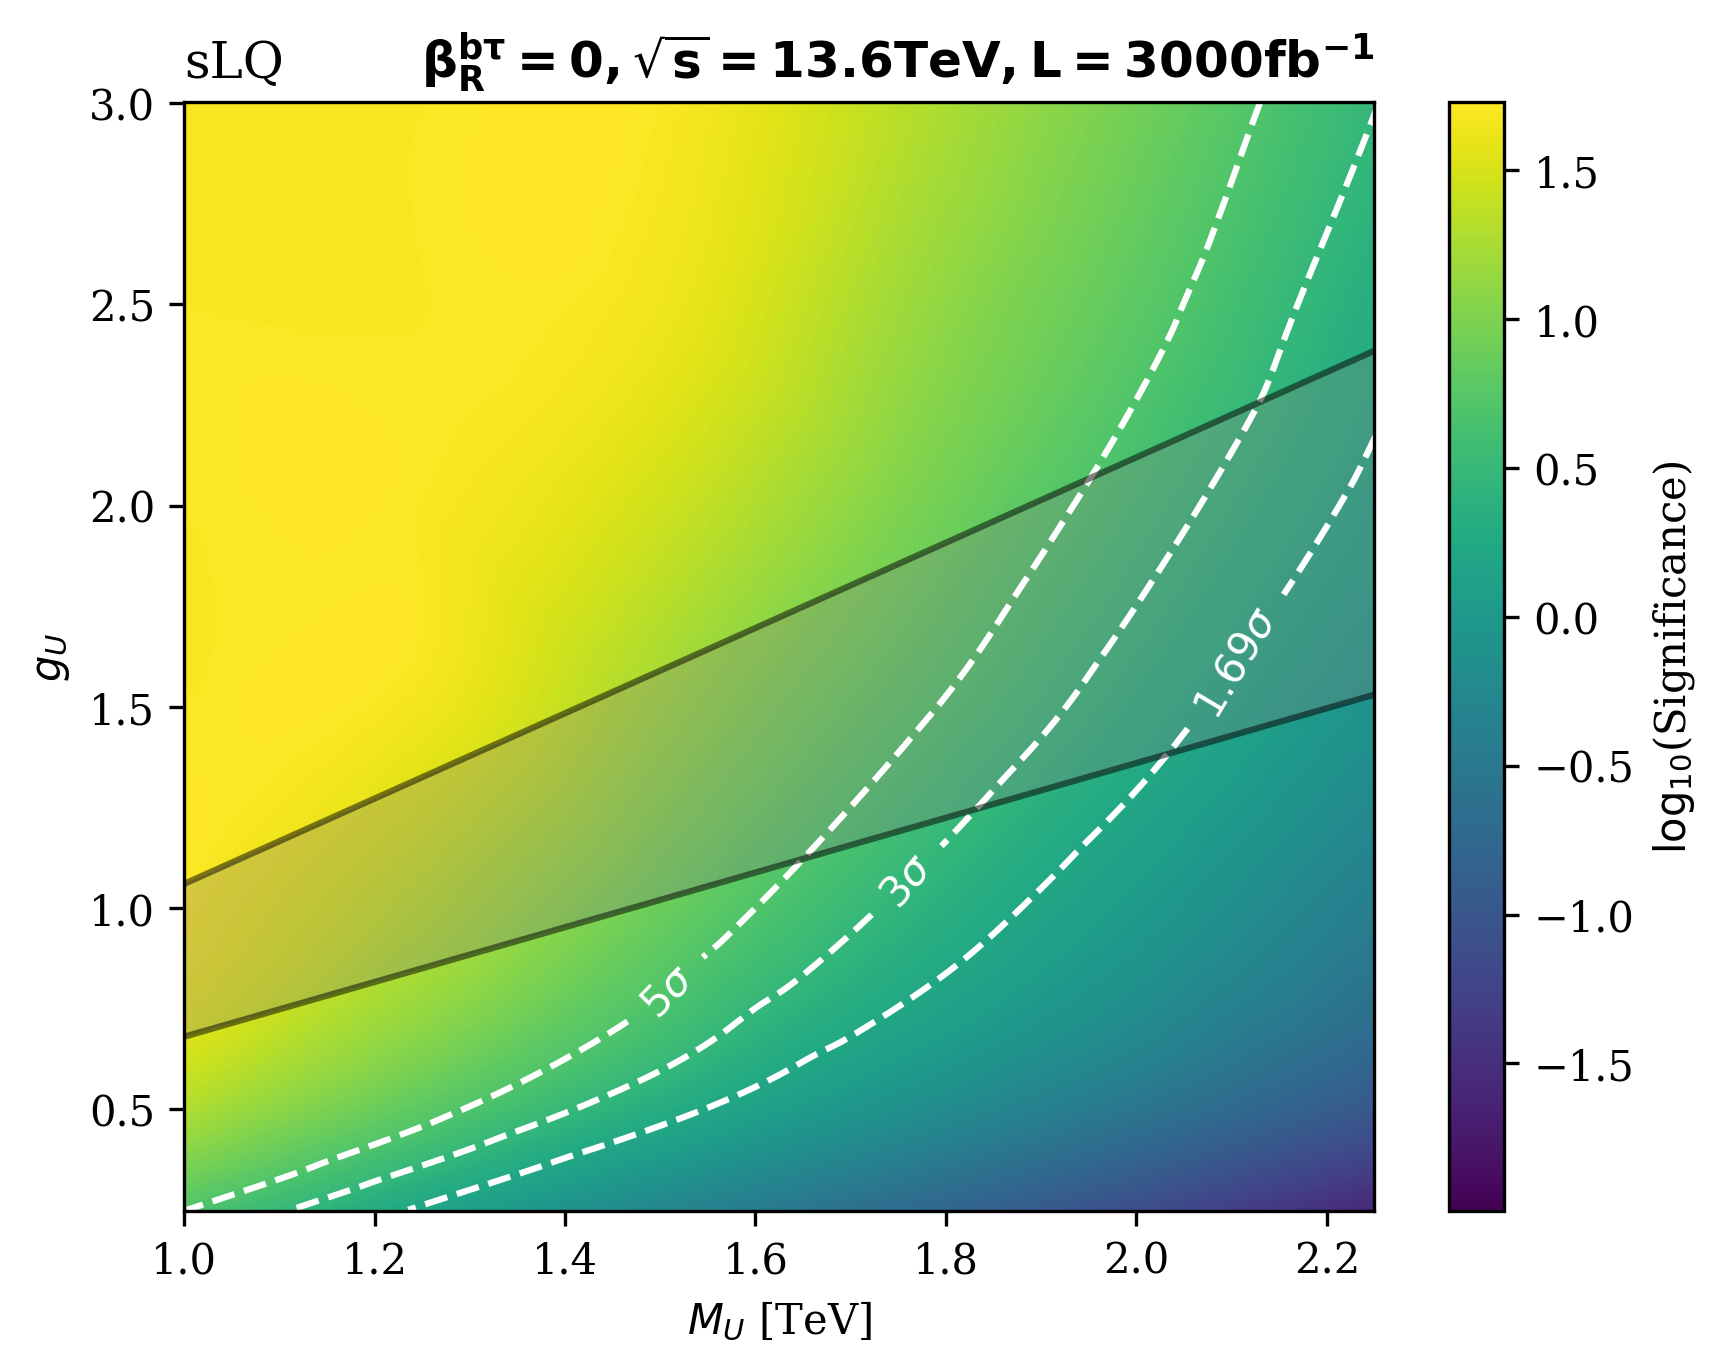 sLQ
β_R^{bτ} = 0, √s = 13.6TeV, L = 3000fb⁻¹
3.0
2.5
2.0
1.5
1.0
0.5
g_U
5σ
3σ
1.69σ
1.0 1.2 1.4 1.6 1.8 2.0 2.2
M_U [TeV]
1.5
1.0
0.5
0.0
−0.5
−1.0
−1.5
log₁₀(Significance)